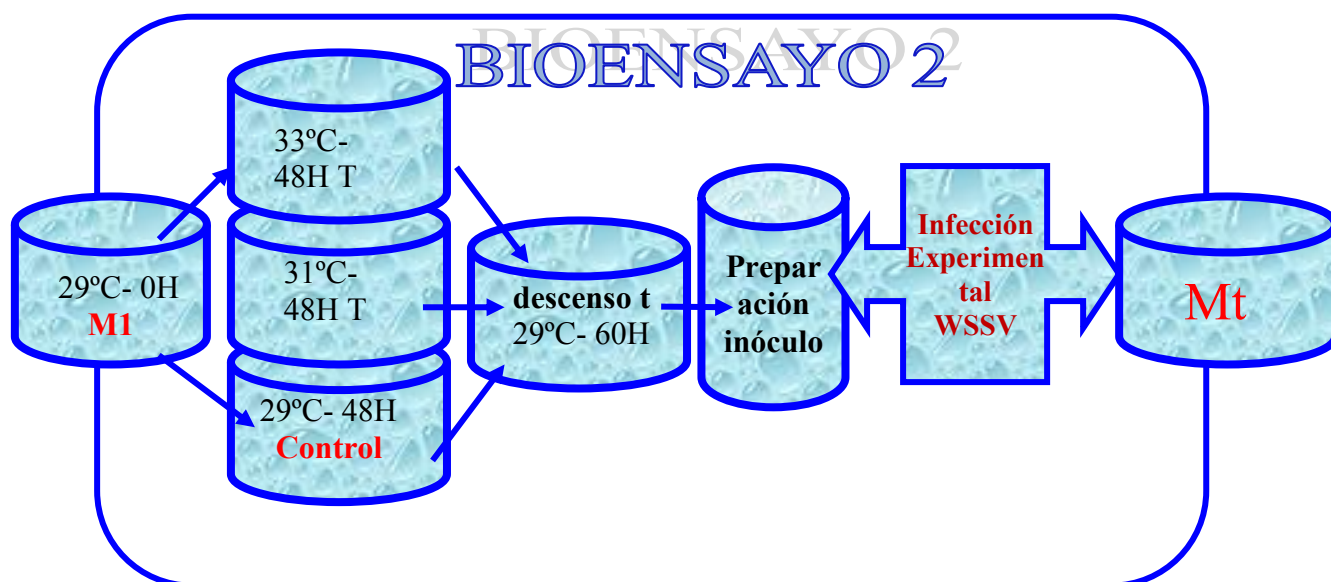 BIOENSAYO 2
29ºC- 0H
M1
33ºC-
48H T
31ºC-
48H T
29ºC- 48H
Control
descenso t
29ºC- 60H
Prepar
ación
inóculo
Infección
Experimen
tal
WSSV
Mt